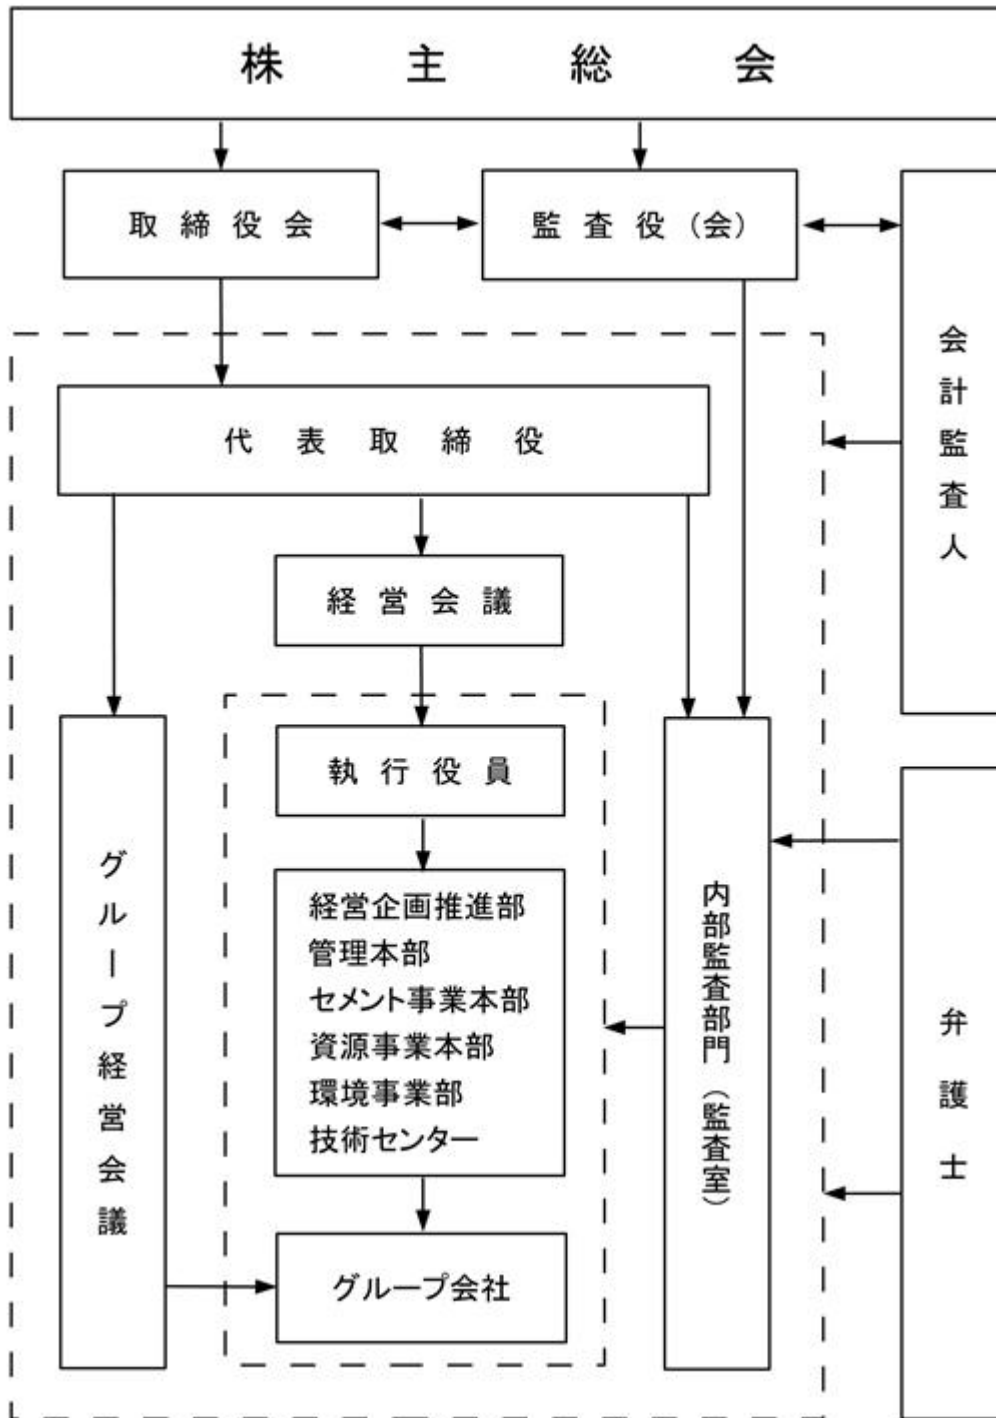 株主総会
取締役会
監査役（会）
会計監査人
代表取締役
経営会議
執行役員
グループ経営会議
経営企画推進部
管理本部
セメント事業本部
資源事業本部
環境事業部
技術センター
内部監査部門（監査室）
弁護士
グループ会社